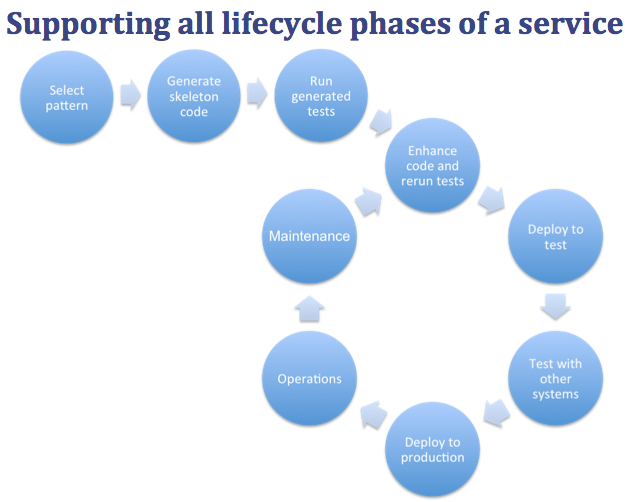 Supporting all lifecycle phases of a service
Select
pattern
Generate
skeleton
code
Run
generated
tests
Enhance
code and
rerun tests
Deploy to
test
Test with
other
systems
Deploy to
production
Operations
Maintenance